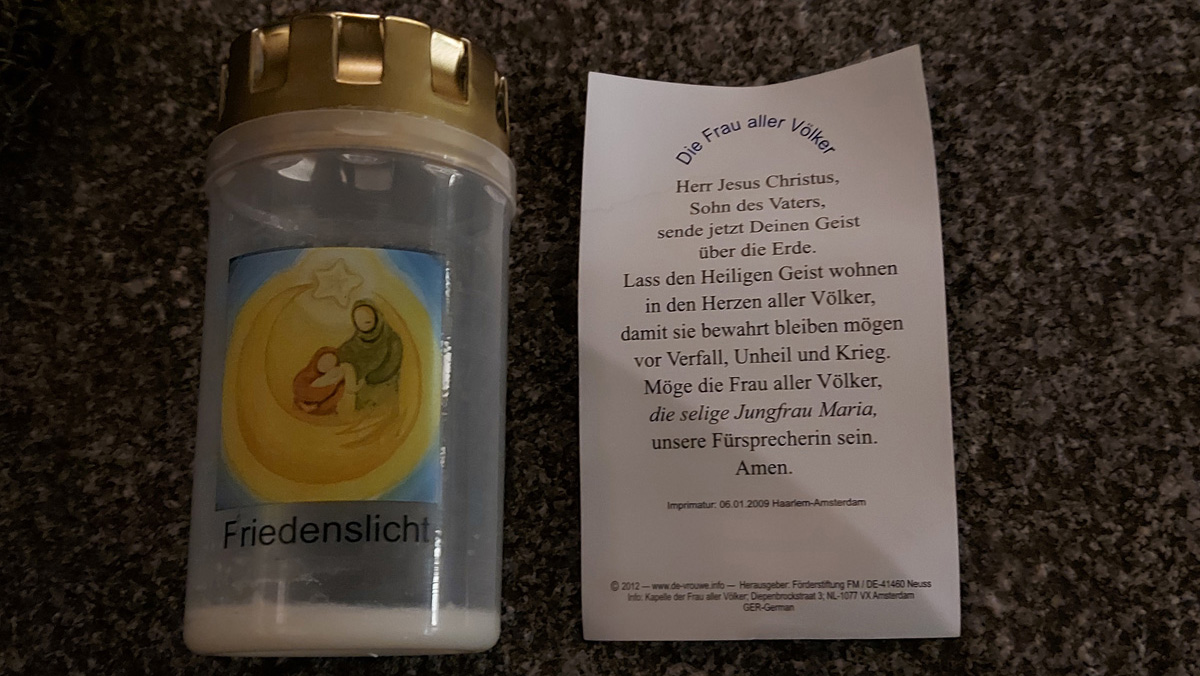 Friedenslicht
Die Frau aller Völker
Herr Jesus Christus,
Sohn des Vaters,
sende jetzt Deinen Geist
über die Erde.
Lass den Heiligen Geist wohnen
in den Herzen aller Völker,
damit sie bewahrt bleiben mögen
vor Verfall, Unheil und Krieg.
Möge die Frau aller Völker,
die selige Jungfrau Maria,
unsere Fürsprecherin sein.
Amen.
Imprimatur: 06.01.2009 Haarlem-Amsterdam
© 2012 — www.de-vrouwe.info — Herausgeber: Förderstiftung FM / DE-41460 Neuss
Info: Kapelle der Frau aller Völker; Diepenbrockstraat 3; NL-1077 VX Amsterdam
GER-German